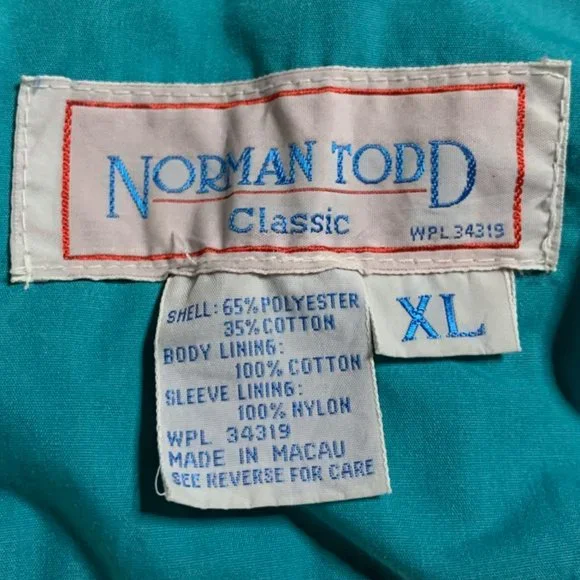 NORMAN TODD
Classic
WPL 34319
XL
SHELL: 65% POLYESTER
35% COTTON
BODY LINING:
100% COTTON
SLEEVE LINING:
100% NYLON
WPL 34319
MADE IN MACAU
SEE REVERSE FOR CARE